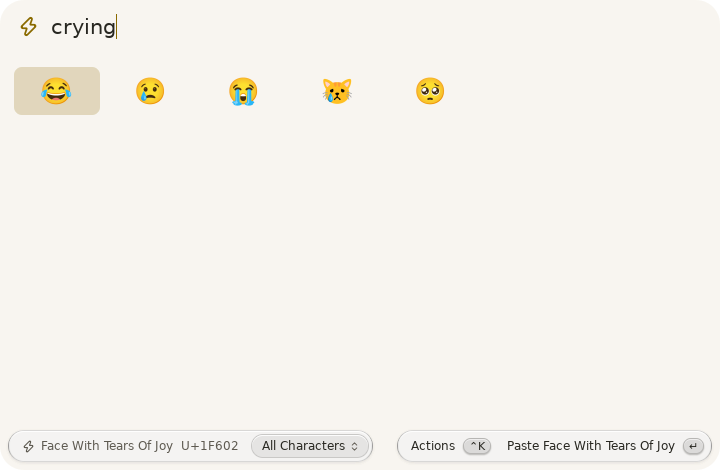 crying
😂 😢 😭 😿 🥺
Face With Tears Of Joy U+1F602 All Characters Actions ^K Paste Face With Tears Of Joy ↵